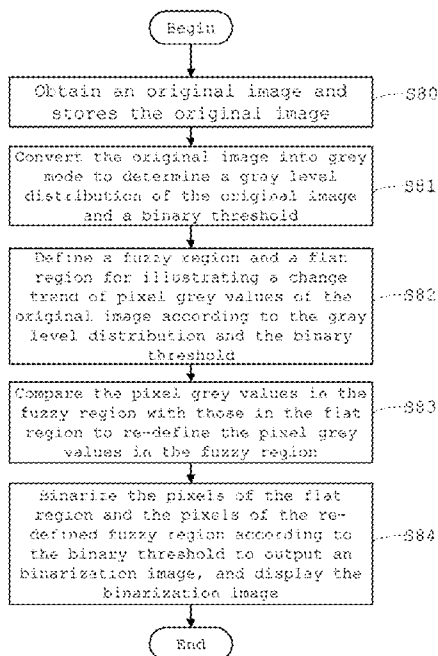 Begin
Obtain an original image and
stores the original image
S80
Convert the original image into grey
mode to determine a gray level
distribution of the original image
and a binary threshold
S81
Define a fuzzy region and a flat
region for illustrating a change
trend of pixel grey values of the
original image according to the gray
level distribution and the binary
threshold
S82
Compare the pixel grey values in the
fuzzy region with those in the flat
region to re-define the pixel grey
values in the fuzzy region
S83
Binarize the pixels of the flat
region and the pixels of the re-
defined fuzzy region according to
the binary threshold to output an
binarization image, and display the
binarization image
S84
End